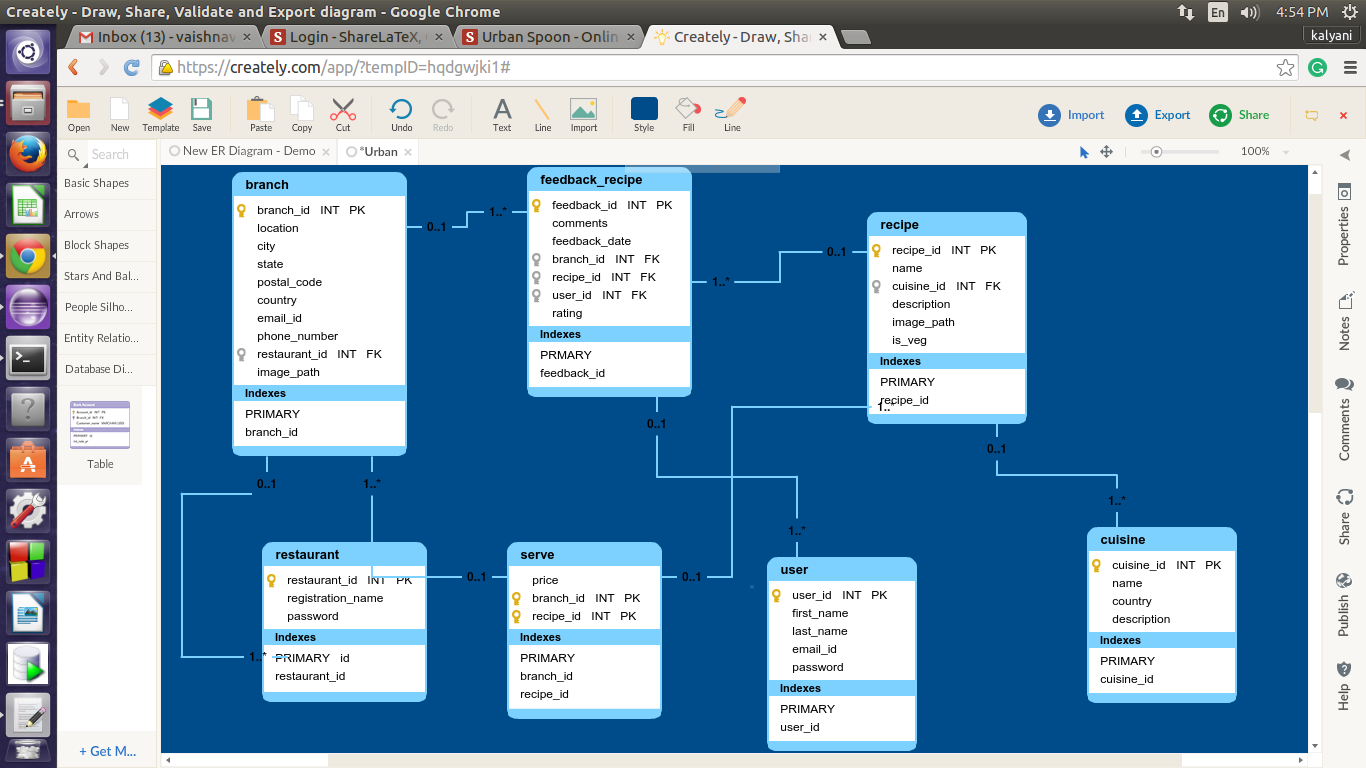 Creately - Draw, Share, Validate and Export diagram - Google Chrome
En
4:54 PM
Inbox (13) - vaishnav
Login - ShareLaTeX,
Urban Spoon - Onlin
Creately - Draw, Sha
kalyani
https://creately.com/app/?tempID=hqdgwjki1#
Open
New
Template
Save
Paste
Copy
Cut
Undo
Redo
Text
Line
Import
Style
Fill
Line
Import
Export
Share
Search
New ER Diagram - Demo
*Urban
100%
Basic Shapes
Arrows
Block Shapes
Stars And Bal...
People Silho...
Entity Relatio...
Database Di...
Table
+ Get M...
Properties
Notes
Comments
Share
Publish
Help
branch
branch_id INT PK
location
city
state
postal_code
country
email_id
phone_number
restaurant_id INT FK
image_path
Indexes
PRIMARY
branch_id
0..1
1..*
feedback_recipe
feedback_id INT PK
comments
feedback_date
branch_id INT FK
recipe_id INT FK
user_id INT FK
rating
Indexes
PRMARY
feedback_id
1..*
0..1
recipe
recipe_id INT PK
name
cuisine_id INT FK
description
image_path
is_veg
Indexes
PRIMARY
recipe_id
1..
0..1
1..*
0..1
0..1
1..*
1..*
restaurant
restaurant_id INT PK
registration_name
password
Indexes
PRIMARY id
restaurant_id
1..*
0..1
serve
price
branch_id INT PK
recipe_id INT PK
Indexes
PRIMARY
branch_id
recipe_id
0..1
user
user_id INT PK
first_name
last_name
email_id
password
Indexes
PRIMARY
user_id
cuisine
cuisine_id INT PK
name
country
description
Indexes
PRIMARY
cuisine_id